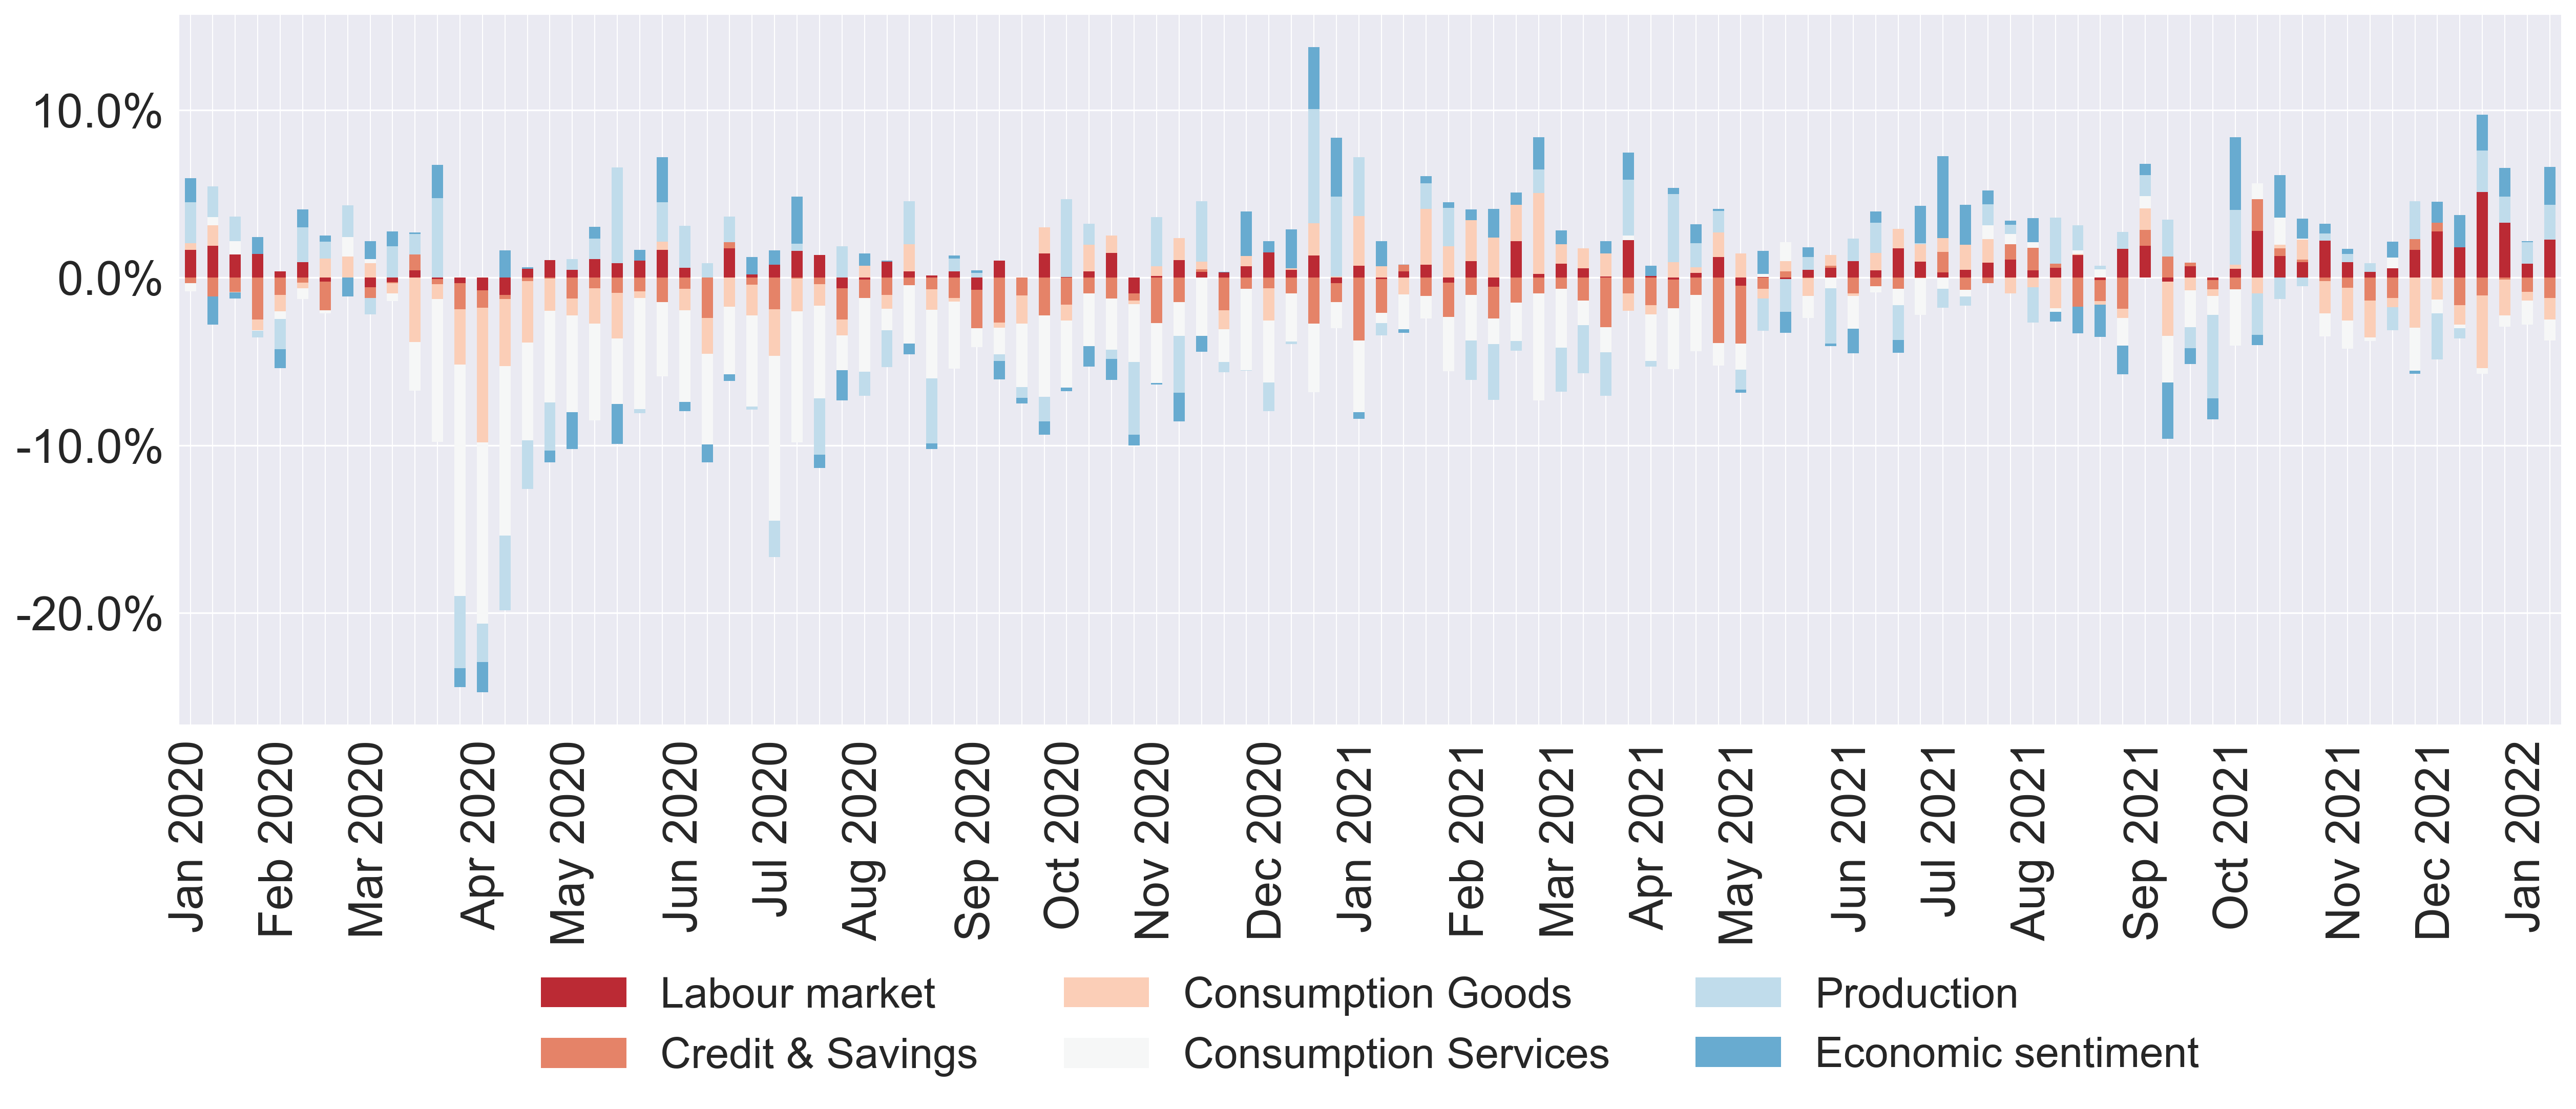 10.0%
0.0%
-10.0%
-20.0%
Jan 2020
Feb 2020
Mar 2020
Apr 2020
May 2020
Jun 2020
Jul 2020
Aug 2020
Sep 2020
Oct 2020
Nov 2020
Dec 2020
Jan 2021
Feb 2021
Mar 2021
Apr 2021
May 2021
Jun 2021
Jul 2021
Aug 2021
Sep 2021
Oct 2021
Nov 2021
Dec 2021
Jan 2022
Labour market
Credit & Savings
Consumption Goods
Consumption Services
Production
Economic sentiment